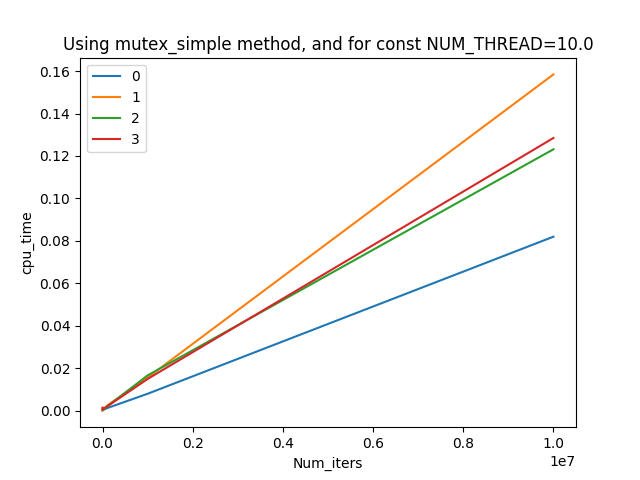 Using mutex_simple method, and for const NUM_THREAD=10.0
0
1
2
3
0.16
0.14
0.12
0.10
0.08
0.06
0.04
0.02
0.00
cpu_time
0.0 0.2 0.4 0.6 0.8 1.0
1e7
Num_iters